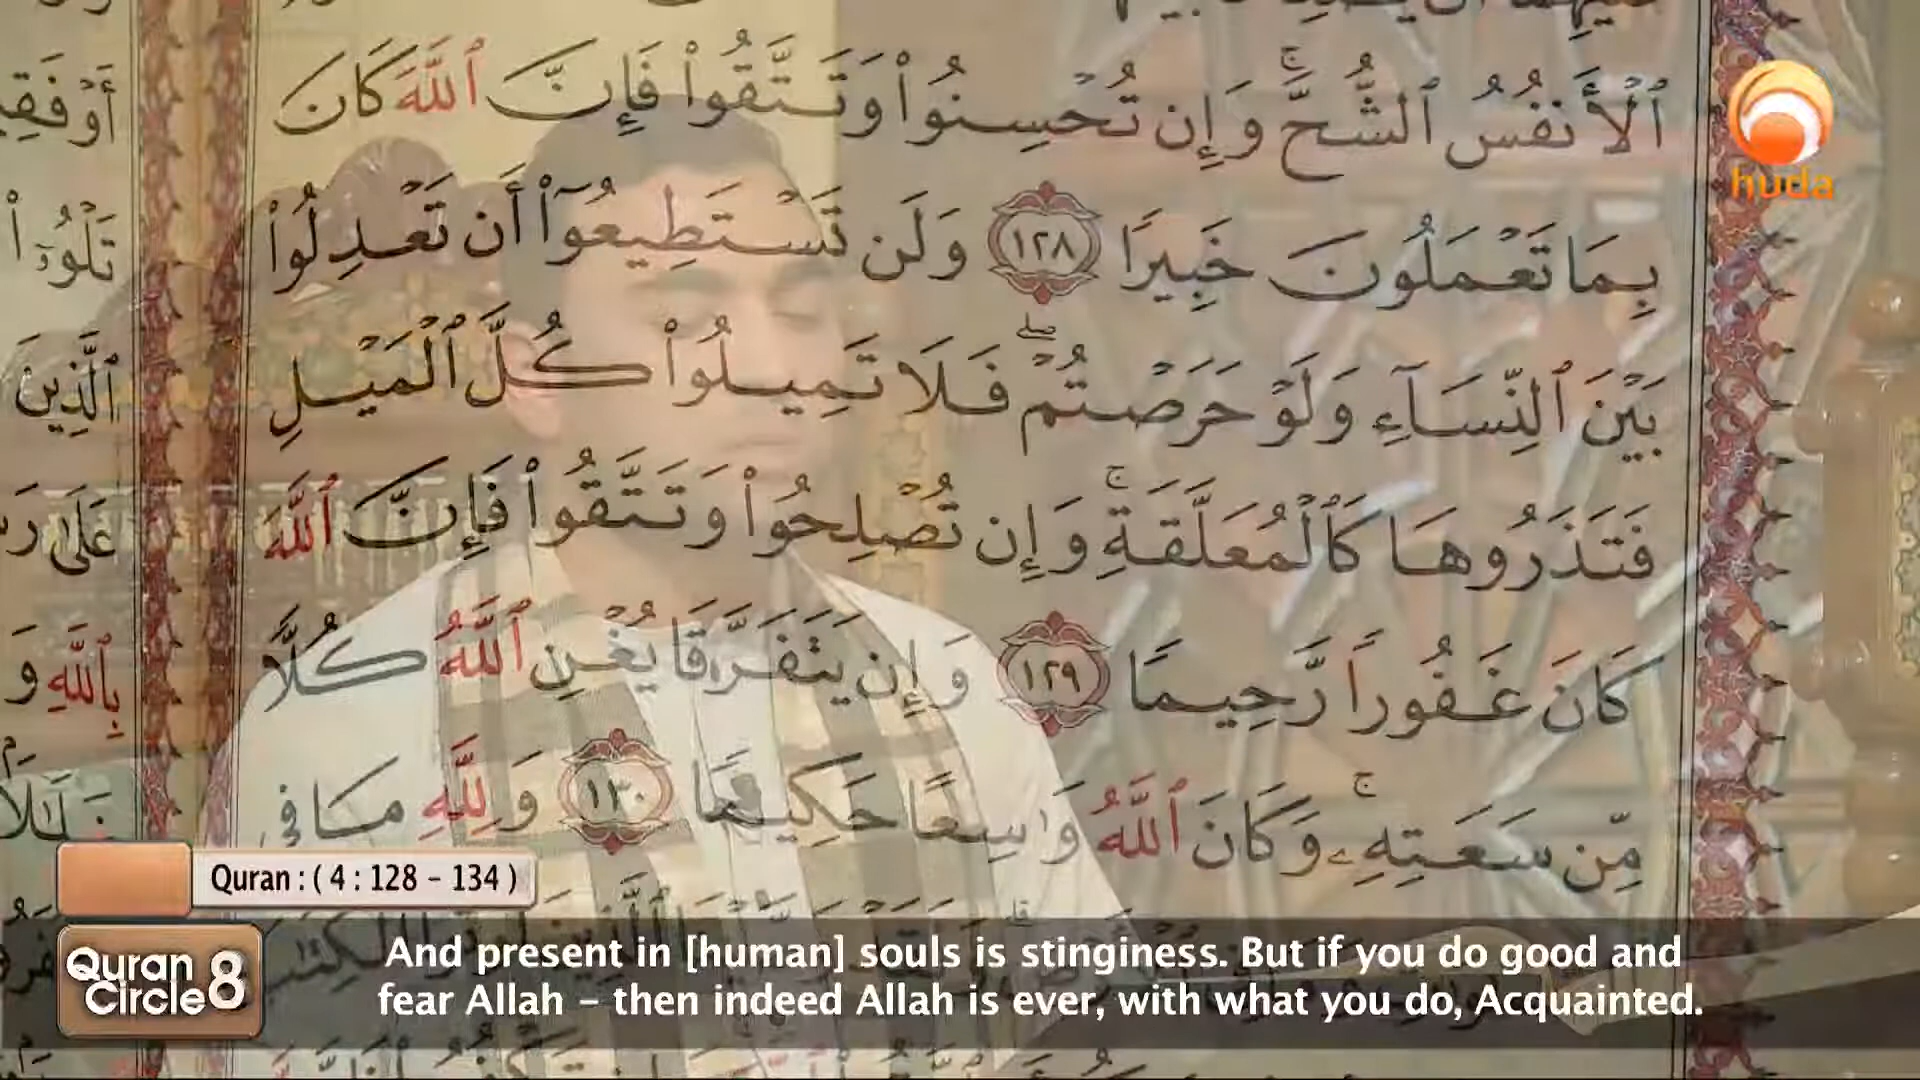 ٱلْأَنفُسُ ٱلشُّحَّ ۚ وَإِن تُحْسِنُوا۟ وَتَتَّقُوا۟ فَإِنَّ ٱللَّهَ كَانَ
بِمَا تَعْمَلُونَ خَبِيرًا ١٢٨ وَلَن تَسْتَطِيعُوٓا۟ أَن تَعْدِلُوا۟
بَيْنَ ٱلنِّسَآءِ وَلَوْ حَرَصْتُمْ ۖ فَلَا تَمِيلُوا۟ كُلَّ ٱلْمَيْلِ
فَتَذَرُوهَا كَٱلْمُعَلَّقَةِ ۚ وَإِن تُصْلِحُوا۟ وَتَتَّقُوا۟ فَإِنَّ ٱللَّهَ
كَانَ غَفُورًا رَّحِيمًا ١٢٩ وَإِن يَتَفَرَّقَا يُغْنِ ٱللَّهُ كُلًّا
مِّن سَعَتِهِۦ ۚ وَكَانَ ٱللَّهُ وَٰسِعًا حَكِيمًا ١٣٠ وَلِلَّهِ مَا فِى
تَلْوُۥٓا۟
ٱلَّذِينَ
عَلَىٰ
بِٱللَّهِ وَ
huda
Quran : ( 4 : 128 - 134 )
Quran Circle 8
And present in [human] souls is stinginess. But if you do good and
fear Allah – then indeed Allah is ever, with what you do, Acquainted.